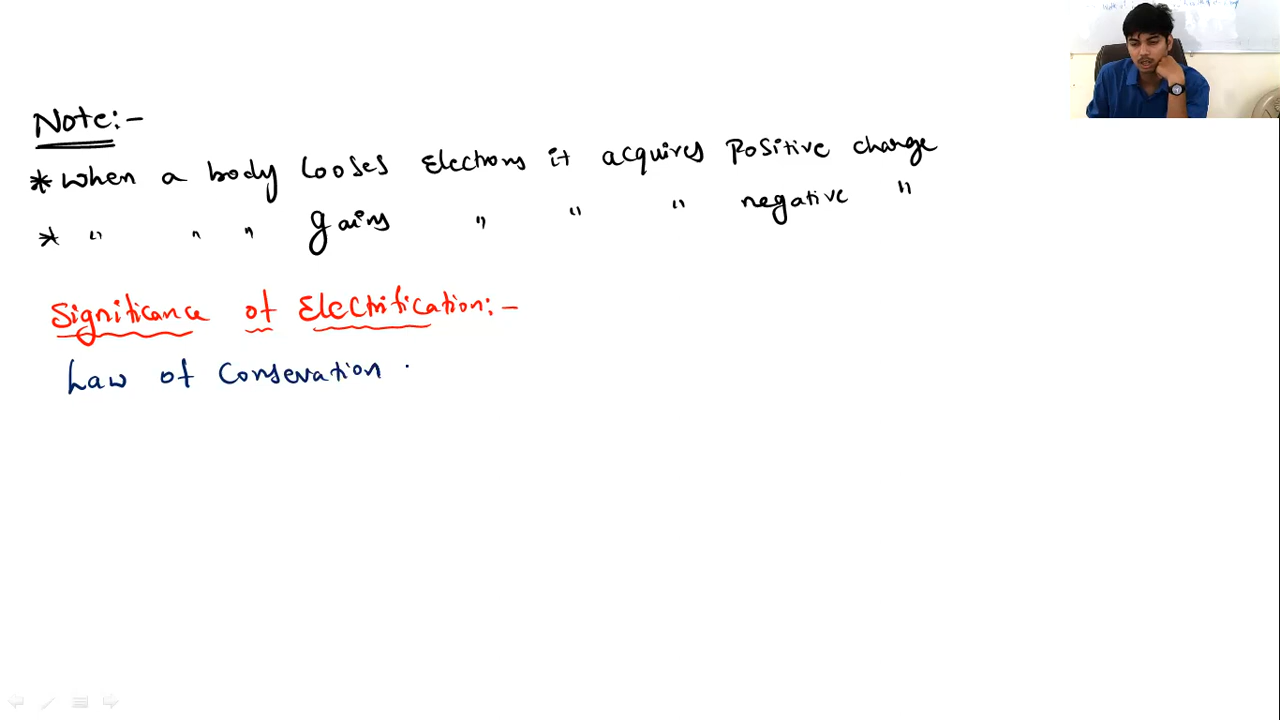 Note:-
* When a body looses Electrons it acquires Positive charge
* " " " gains " " " negative "
Significance of Electrification:-
Law of Conservation